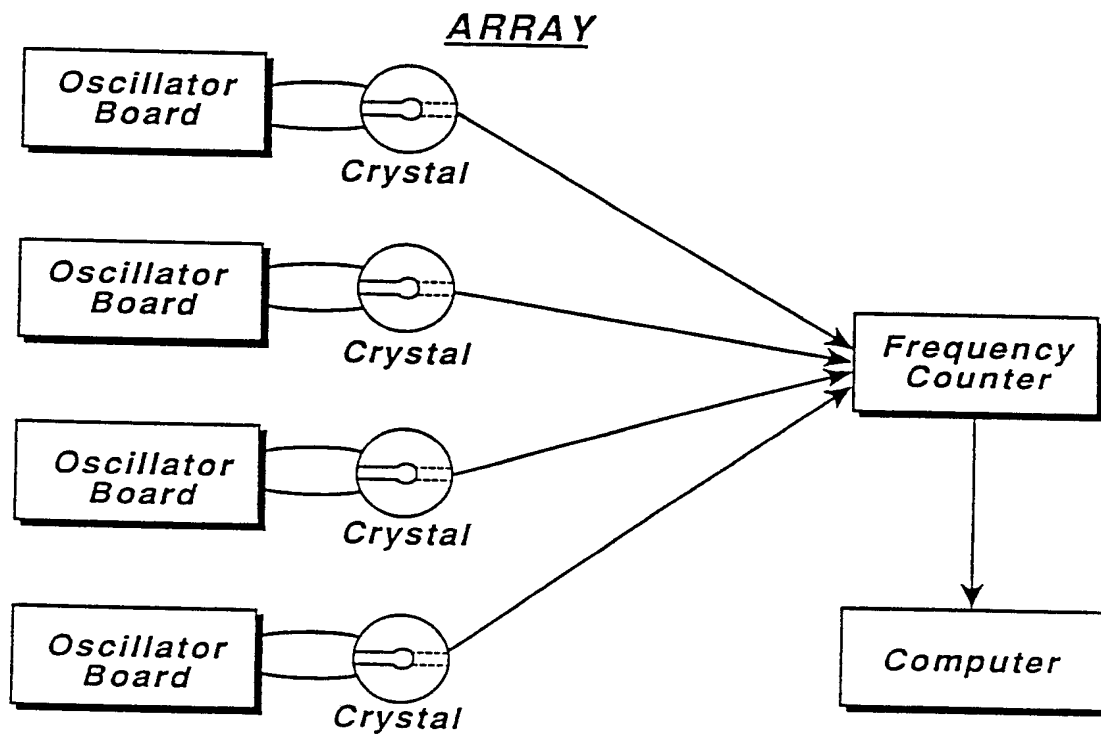 ARRAY
Oscillator
Board
Crystal
Oscillator
Board
Crystal
Oscillator
Board
Crystal
Oscillator
Board
Crystal
Frequency
Counter
Computer